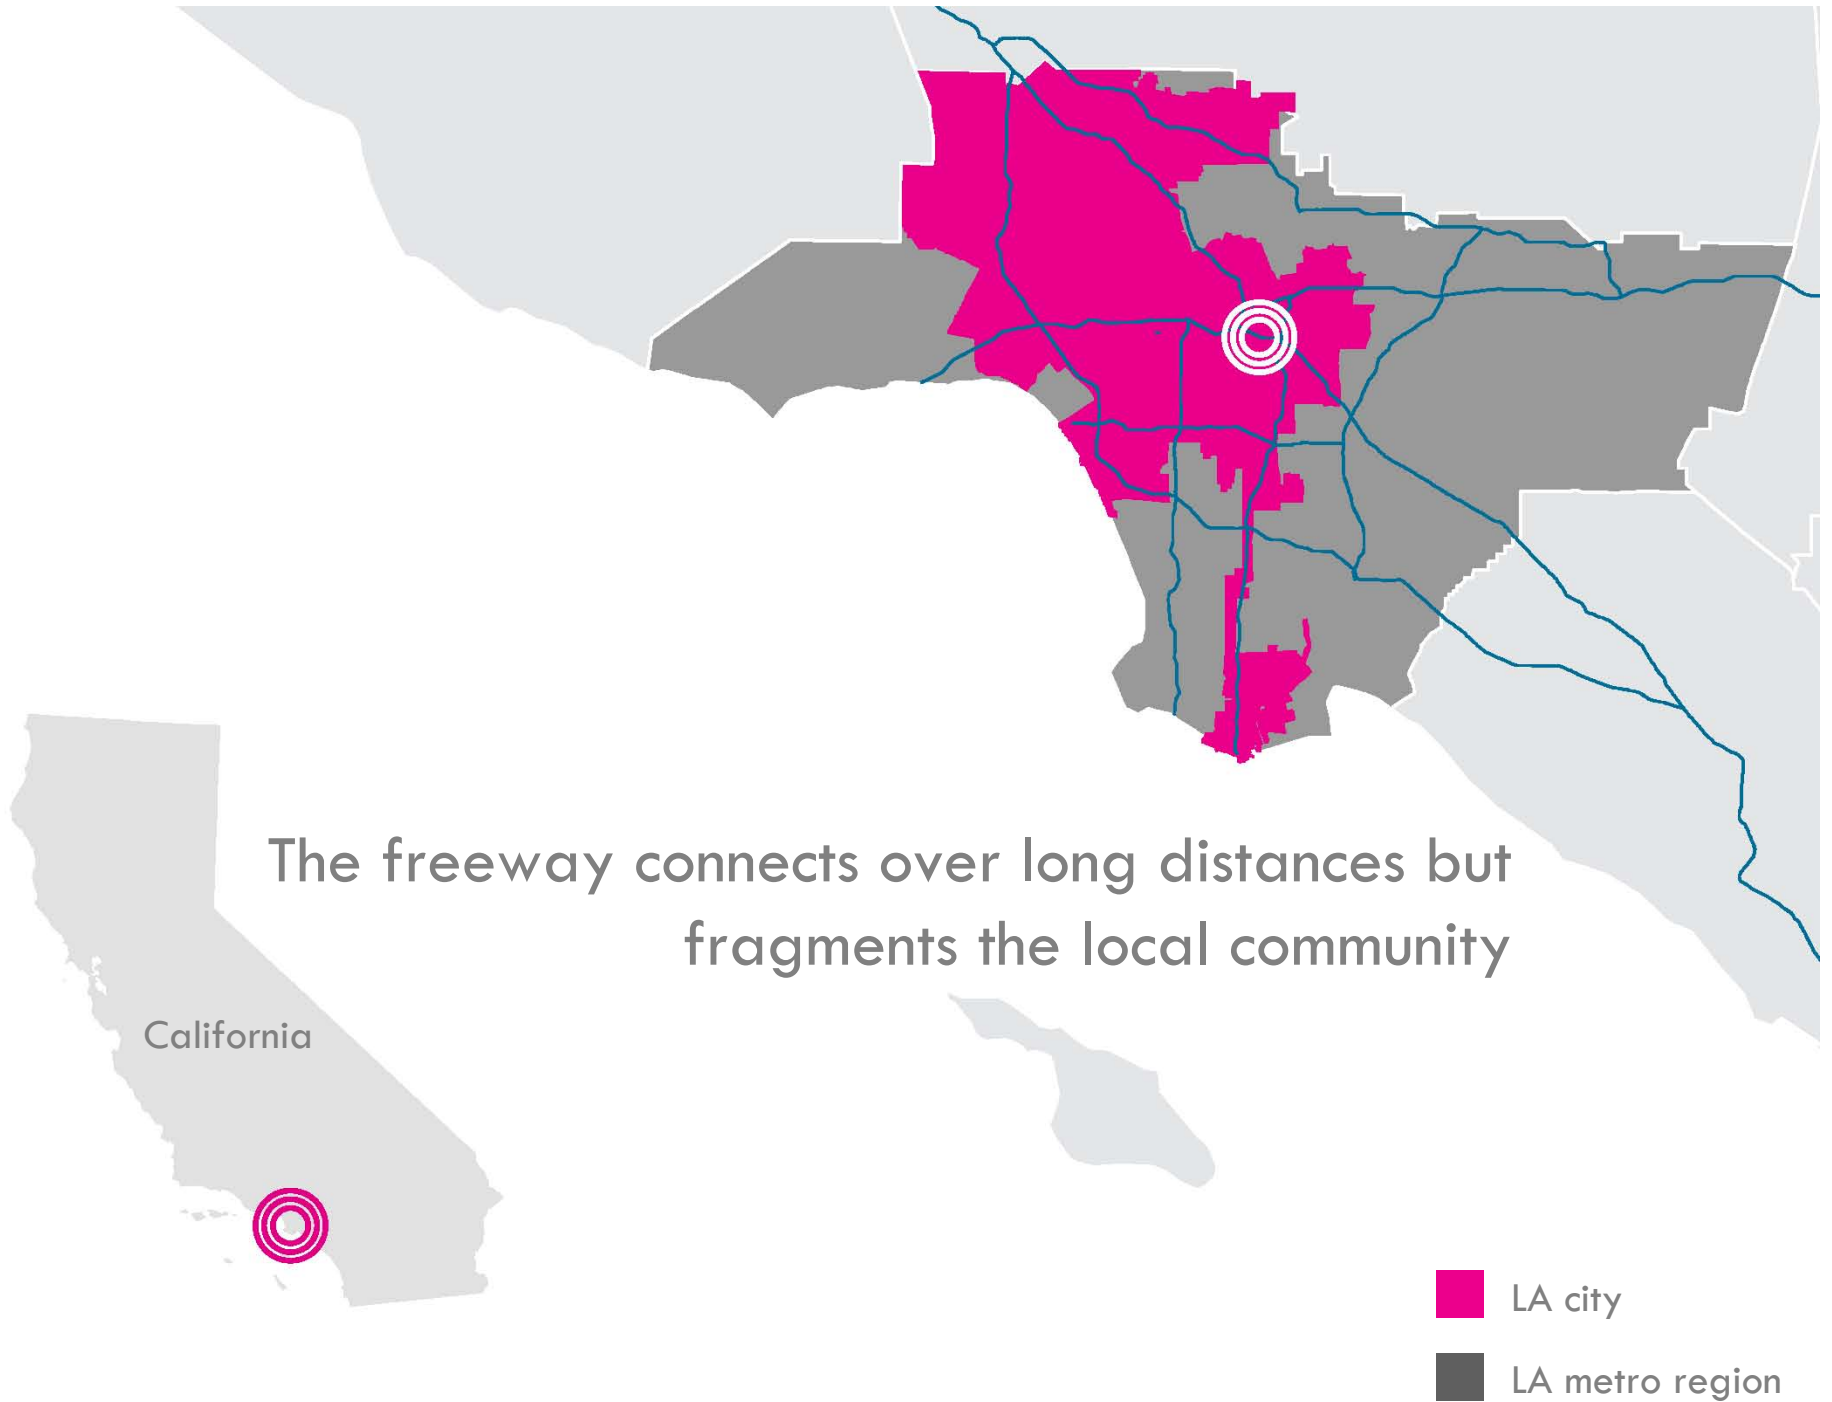 The freeway connects over long distances but
fragments the local community
California
LA city
LA metro region